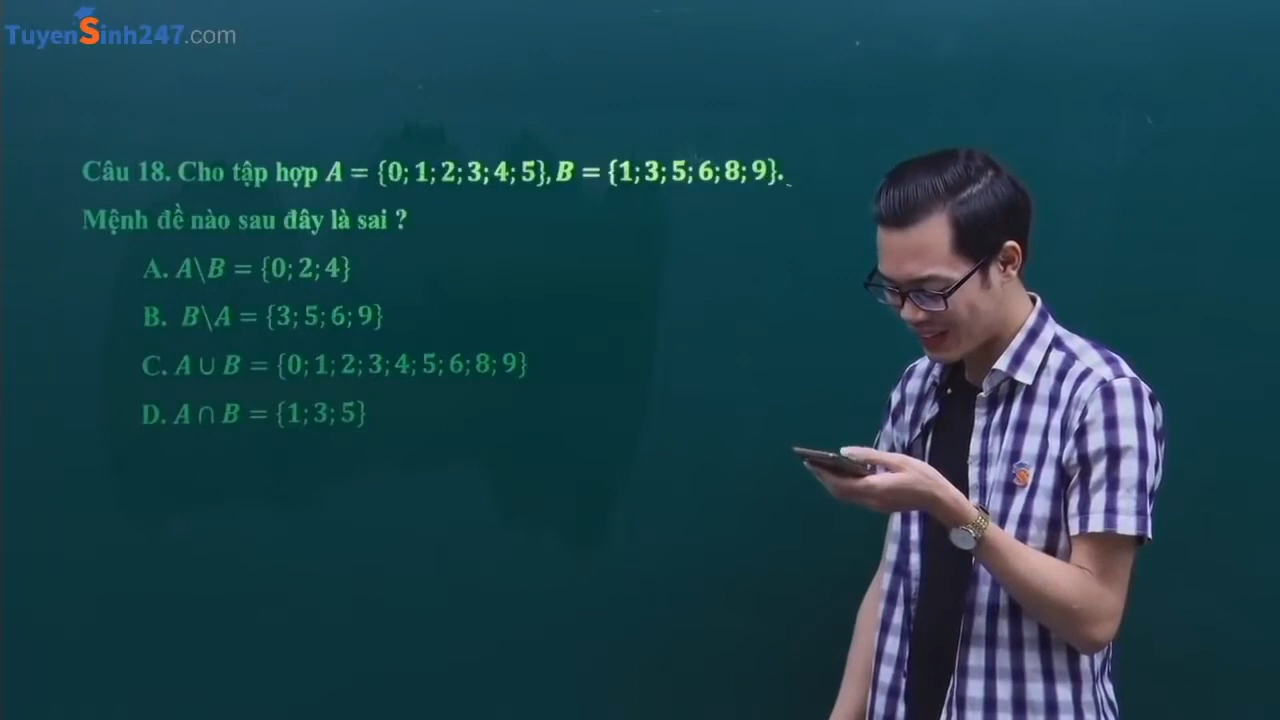 TuyenSinh247.com
Câu 18. Cho tập hợp A = {0; 1; 2; 3; 4; 5}, B = {1; 3; 5; 6; 8; 9}.
Mệnh đề nào sau đây là sai ?
A. A\B = {0; 2; 4}
B. B\A = {3; 5; 6; 9}
C. A ∪ B = {0; 1; 2; 3; 4; 5; 6; 8; 9}
D. A ∩ B = {1; 3; 5}
S